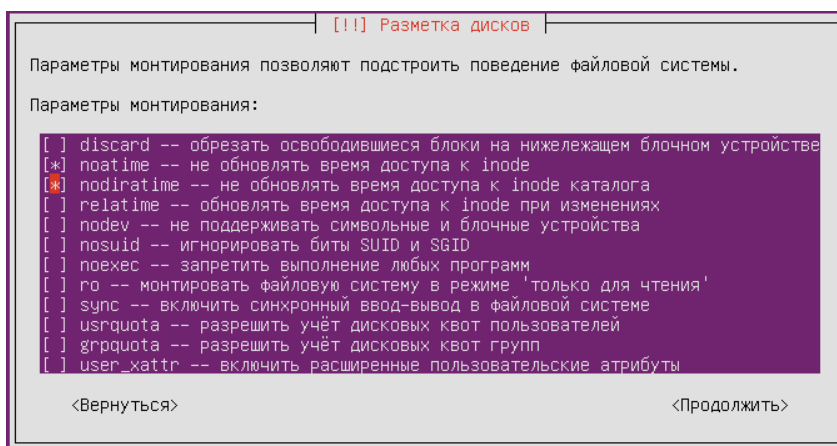 [!!] Разметка дисков
Параметры монтирования позволяют подстроить поведение файловой системы.
Параметры монтирования:
[ ] discard -- обрезать освободившиеся блоки на нижележащем блочном устройстве
[*] noatime -- не обновлять время доступа к inode
[*] nodiratime -- не обновлять время доступа к inode каталога
[ ] relatime -- обновлять время доступа к inode при изменениях
[ ] nodev -- не поддерживать символьные и блочные устройства
[ ] nosuid -- игнорировать биты SUID и SGID
[ ] noexec -- запретить выполнение любых программ
[ ] ro -- монтировать файловую систему в режиме 'только для чтения'
[ ] sync -- включить синхронный ввод-вывод в файловой системе
[ ] usrquota -- разрешить учёт дисковых квот пользователей
[ ] grpquota -- разрешить учёт дисковых квот групп
[ ] user_xattr -- включить расширенные пользовательские атрибуты
<Вернуться> <Продолжить>